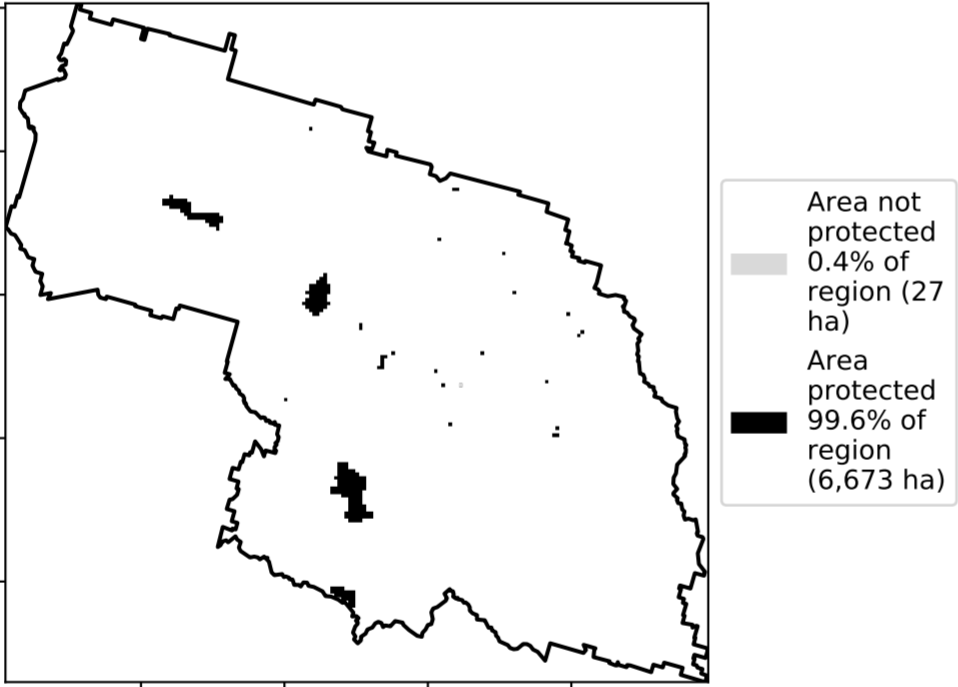 Area not
protected
0.4% of
region (27
ha)
Area
protected
99.6% of
region
(6,673 ha)